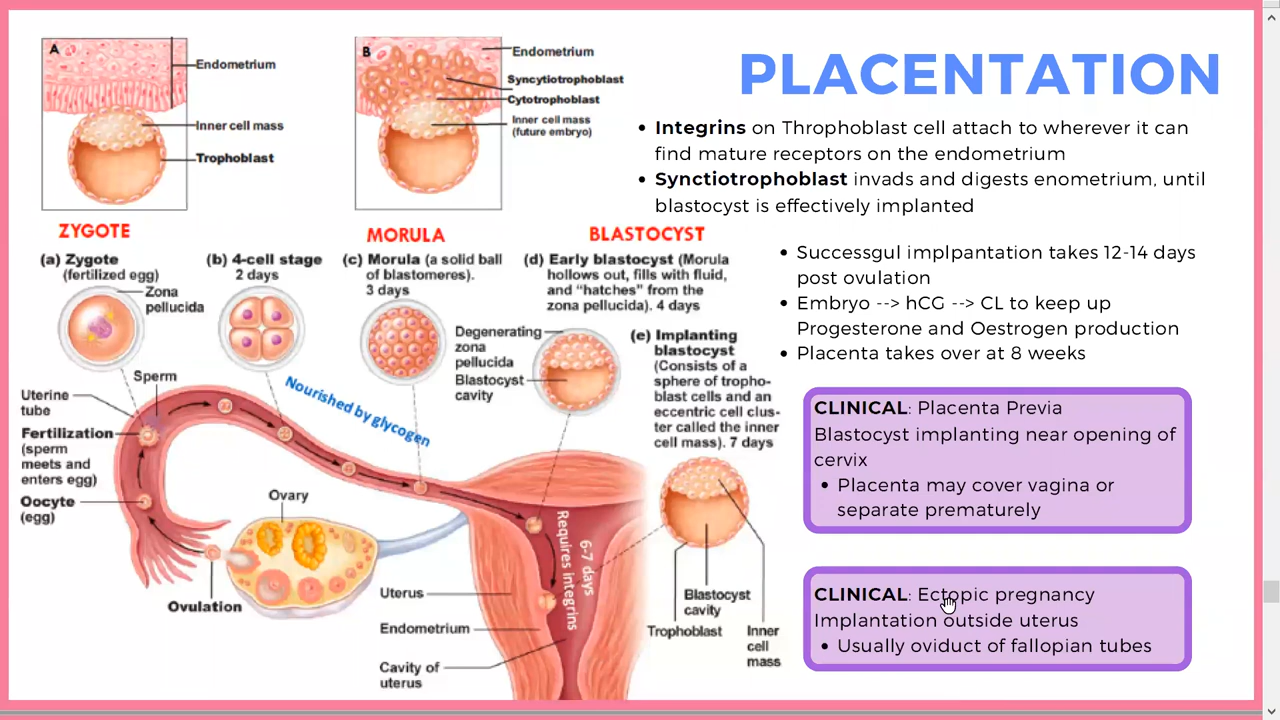 PLACENTATION
A
Endometrium
Inner cell mass
Trophoblast
B
Endometrium
Syncytiotrophoblast
Cytotrophoblast
Inner cell mass
(future embryo)
• Integrins on Throphoblast cell attach to wherever it can
find mature receptors on the endometrium
• Synctiotrophoblast invads and digests enometrium, until
blastocyst is effectively implanted
• Successgul implpantation takes 12-14 days
post ovulation
• Embryo --> hCG --> CL to keep up
Progesterone and Oestrogen production
• Placenta takes over at 8 weeks
ZYGOTE
MORULA
BLASTOCYST
(a) Zygote
(fertilized egg)
Zona
pellucida
(b) 4-cell stage
2 days
(c) Morula (a solid ball
of blastomeres).
3 days
(d) Early blastocyst (Morula
hollows out, fills with fluid,
and "hatches" from the
zona pellucida). 4 days
Degenerating
zona
pellucida
Blastocyst
cavity
(e) Implanting
blastocyst
(Consists of a
sphere of tropho-
blast cells and an
eccentric cell clus-
ter called the inner
cell mass). 7 days
Sperm
Uterine
tube
Fertilization
(sperm
meets and
enters egg)
Oocyte
(egg)
Nourished by glycogen
Ovary
Ovulation
Uterus
Endometrium
Cavity of
uterus
6-7 days
Requires integrins
Blastocyst
cavity
Trophoblast
Inner
cell
mass
CLINICAL: Placenta Previa
Blastocyst implanting near opening of
cervix
• Placenta may cover vagina or
separate prematurely
CLINICAL: Ectopic pregnancy
Implantation outside uterus
• Usually oviduct of fallopian tubes